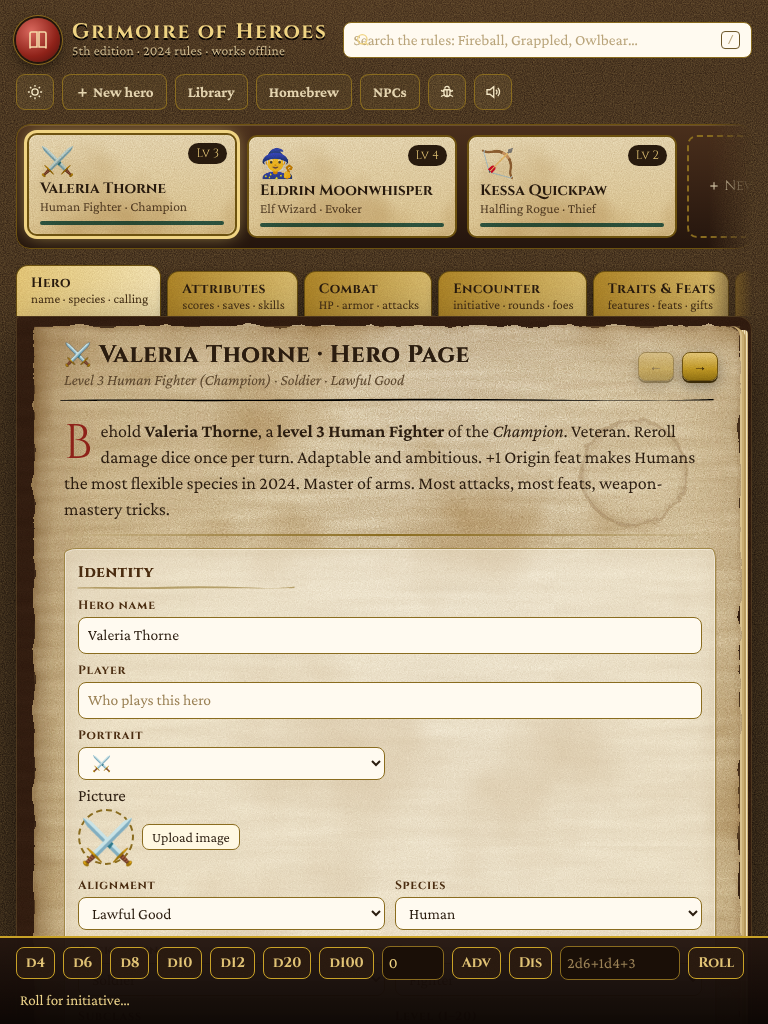 Grimoire of Heroes
5th edition · 2024 rules · works offline
Search the rules: Fireball, Grappled, Owlbear…
/
+ New hero
Library
Homebrew
NPCs
Lv 3
Valeria Thorne
Human Fighter · Champion
Lv 4
Eldrin Moonwhisper
Elf Wizard · Evoker
Lv 2
Kessa Quickpaw
Halfling Rogue · Thief
Hero
name · species · calling
Attributes
scores · saves · skills
Combat
HP · armor · attacks
Encounter
initiative · rounds · foes
Traits & Feats
features · feats · gifts
Valeria Thorne · Hero Page
Level 3 Human Fighter (Champion) · Soldier · Lawful Good
← →
Behold Valeria Thorne, a level 3 Human Fighter of the Champion. Veteran. Reroll
damage dice once per turn. Adaptable and ambitious. +1 Origin feat makes Humans
the most flexible species in 2024. Master of arms. Most attacks, most feats, weapon-
mastery tricks.
Identity
Hero name
Valeria Thorne
Player
Who plays this hero
Portrait
Picture
Upload image
Alignment
Species
Lawful Good
Human
d4
d6
d8
d10
d12
d20
d100
0
Adv
Dis
2d6+1d4+3
Roll
Roll for initiative…